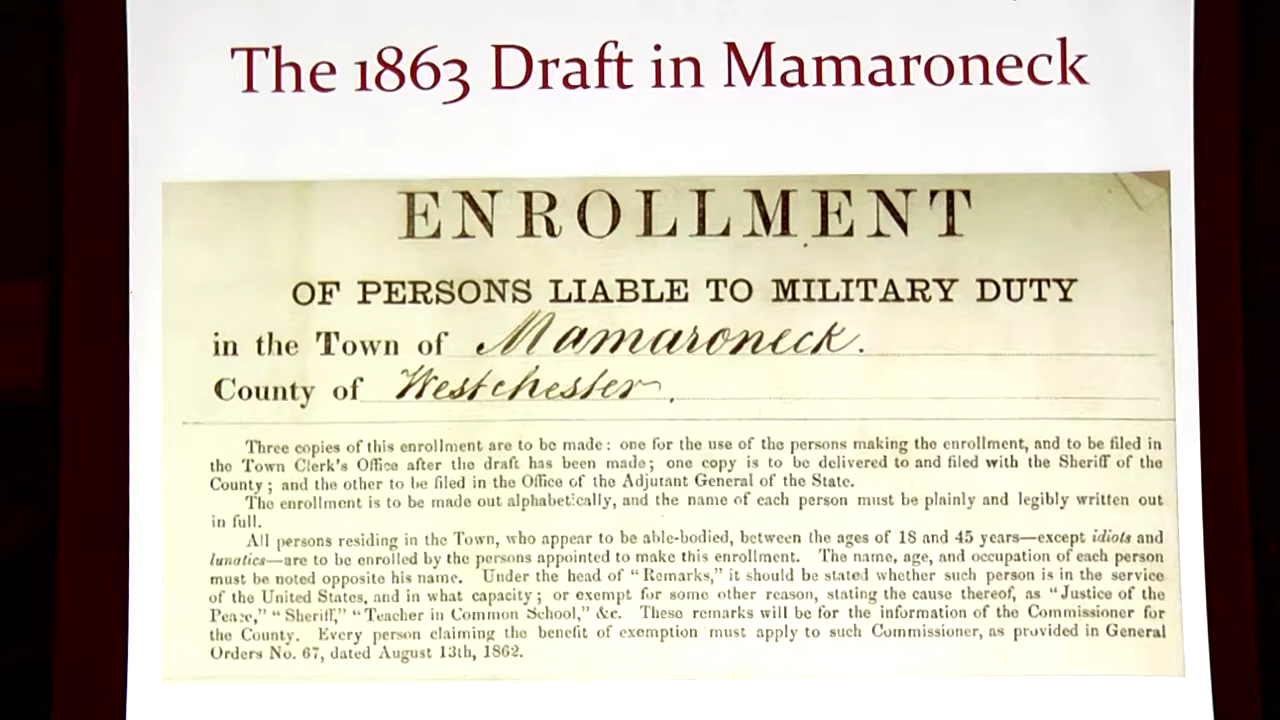 The 1863 Draft in Mamaroneck
ENROLLMENT
OF PERSONS LIABLE TO MILITARY DUTY
in the Town of Mamaroneck.
County of Westchester.
Three copies of this enrollment are to be made: one for the use of the persons making the enrollment, and to be filed in
the Town Clerk's Office after the draft has been made; one copy is to be delivered to and filed with the Sheriff of the
County; and the other to be filed in the Office of the Adjutant General of the State.
The enrollment is to be made out alphabetically, and the name of each person must be plainly and legibly written out
in full.
All persons residing in the Town, who appear to be able-bodied, between the ages of 18 and 45 years—except idiots and
lunatics—are to be enrolled by the persons appointed to make this enrollment. The name, age, and occupation of each person
must be noted opposite his name. Under the head of "Remarks," it should be stated whether such person is in the service
of the United States, and in what capacity; or exempt for some other reason, stating the cause thereof, as "Justice of the
Peace," "Sheriff," "Teacher in Common School," &c. These remarks will be for the information of the Commissioner for
the County. Every person claiming the benefit of exemption must apply to such Commissioner, as provided in General
Orders No. 67, dated August 13th, 1862.